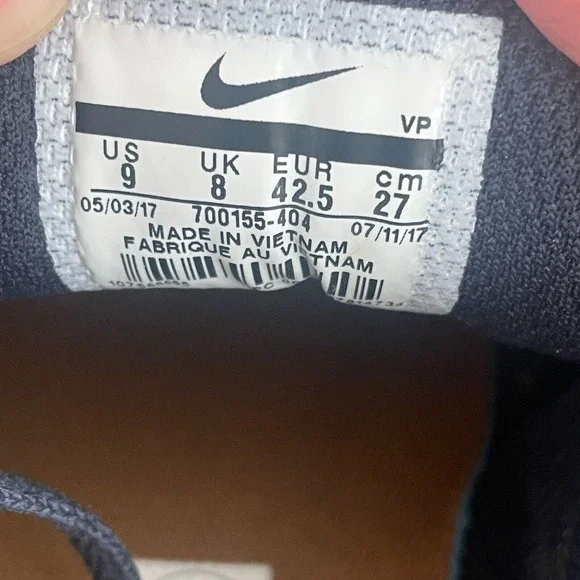 VP
US UK EUR cm
9 8 42.5 27
05/03/17 700155-404 07/11/17
MADE IN VIETNAM
FABRIQUE AU VIETNAM